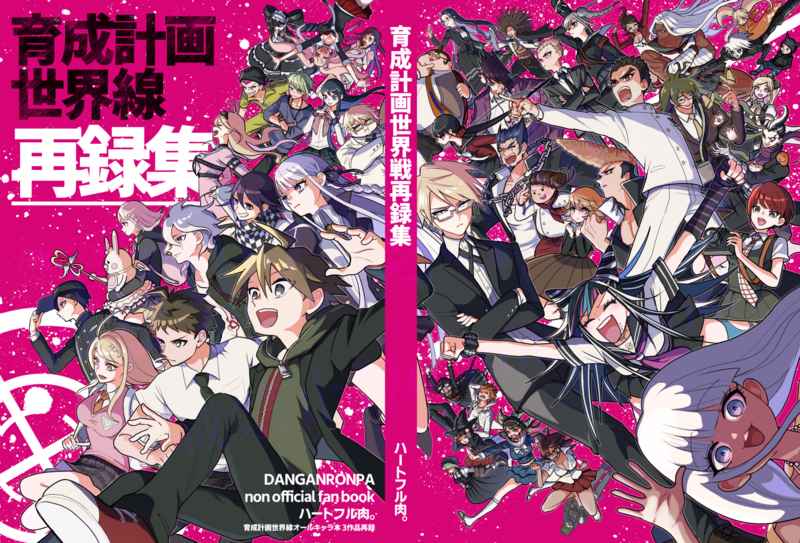 育成計画
世界線
再録集
DANGANRONPA
non official fan book
ハートフル肉。
育成計画世界線オールキャラ本 3作品再録
育成計画世界戦再録集
ハートフル肉。